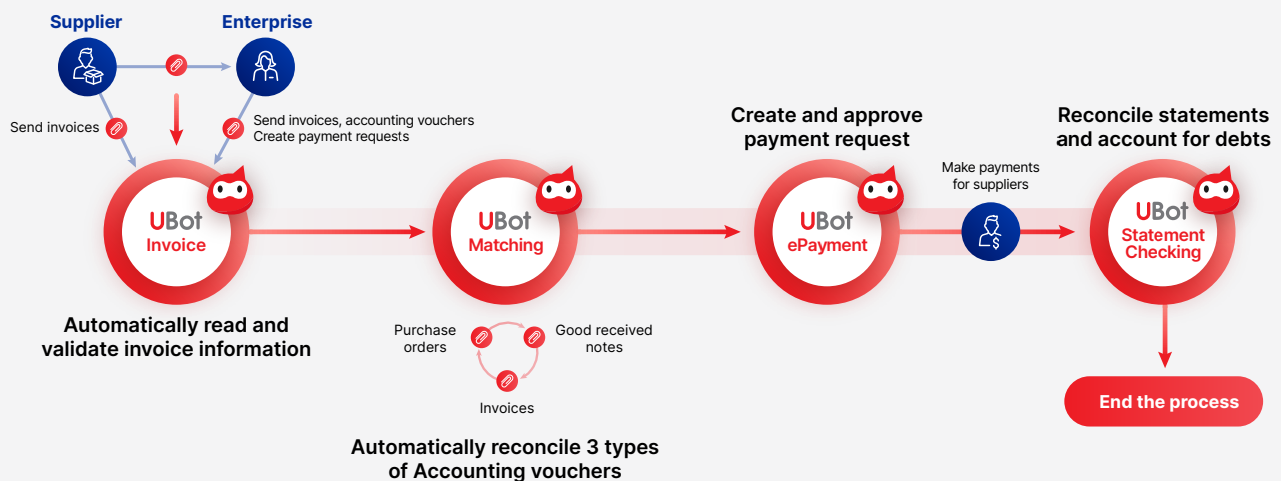 Supplier
Enterprise
Send invoices
Send invoices, accounting vouchers
Create payment requests
UBot
Invoice
Automatically read and
validate invoice information
UBot
Matching
Purchase
orders
Good received
notes
Invoices
Automatically reconcile 3 types
of Accounting vouchers
Create and approve
payment request
UBot
ePayment
Make payments
for suppliers
Reconcile statements
and account for debts
UBot
Statement
Checking
End the process